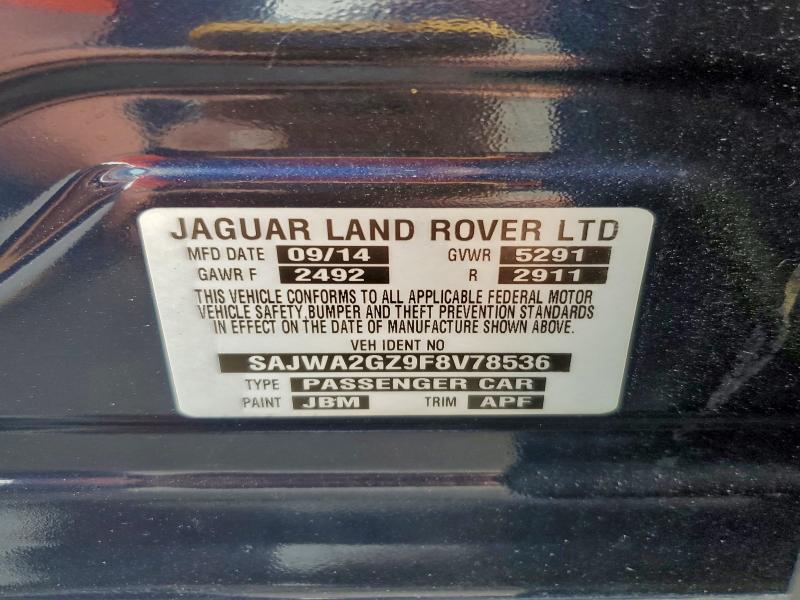 JAGUAR LAND ROVER LTD
MFD DATE 09/14 GVWR 5291
GAWR F 2492 R 2911
THIS VEHICLE CONFORMS TO ALL APPLICABLE FEDERAL MOTOR
VEHICLE SAFETY,BUMPER AND THEFT PREVENTION STANDARDS
IN EFFECT ON THE DATE OF MANUFACTURE SHOWN ABOVE.
VEH IDENT NO
SAJWA2GZ9F8V78536
TYPE PASSENGER CAR
PAINT JBM TRIM APF